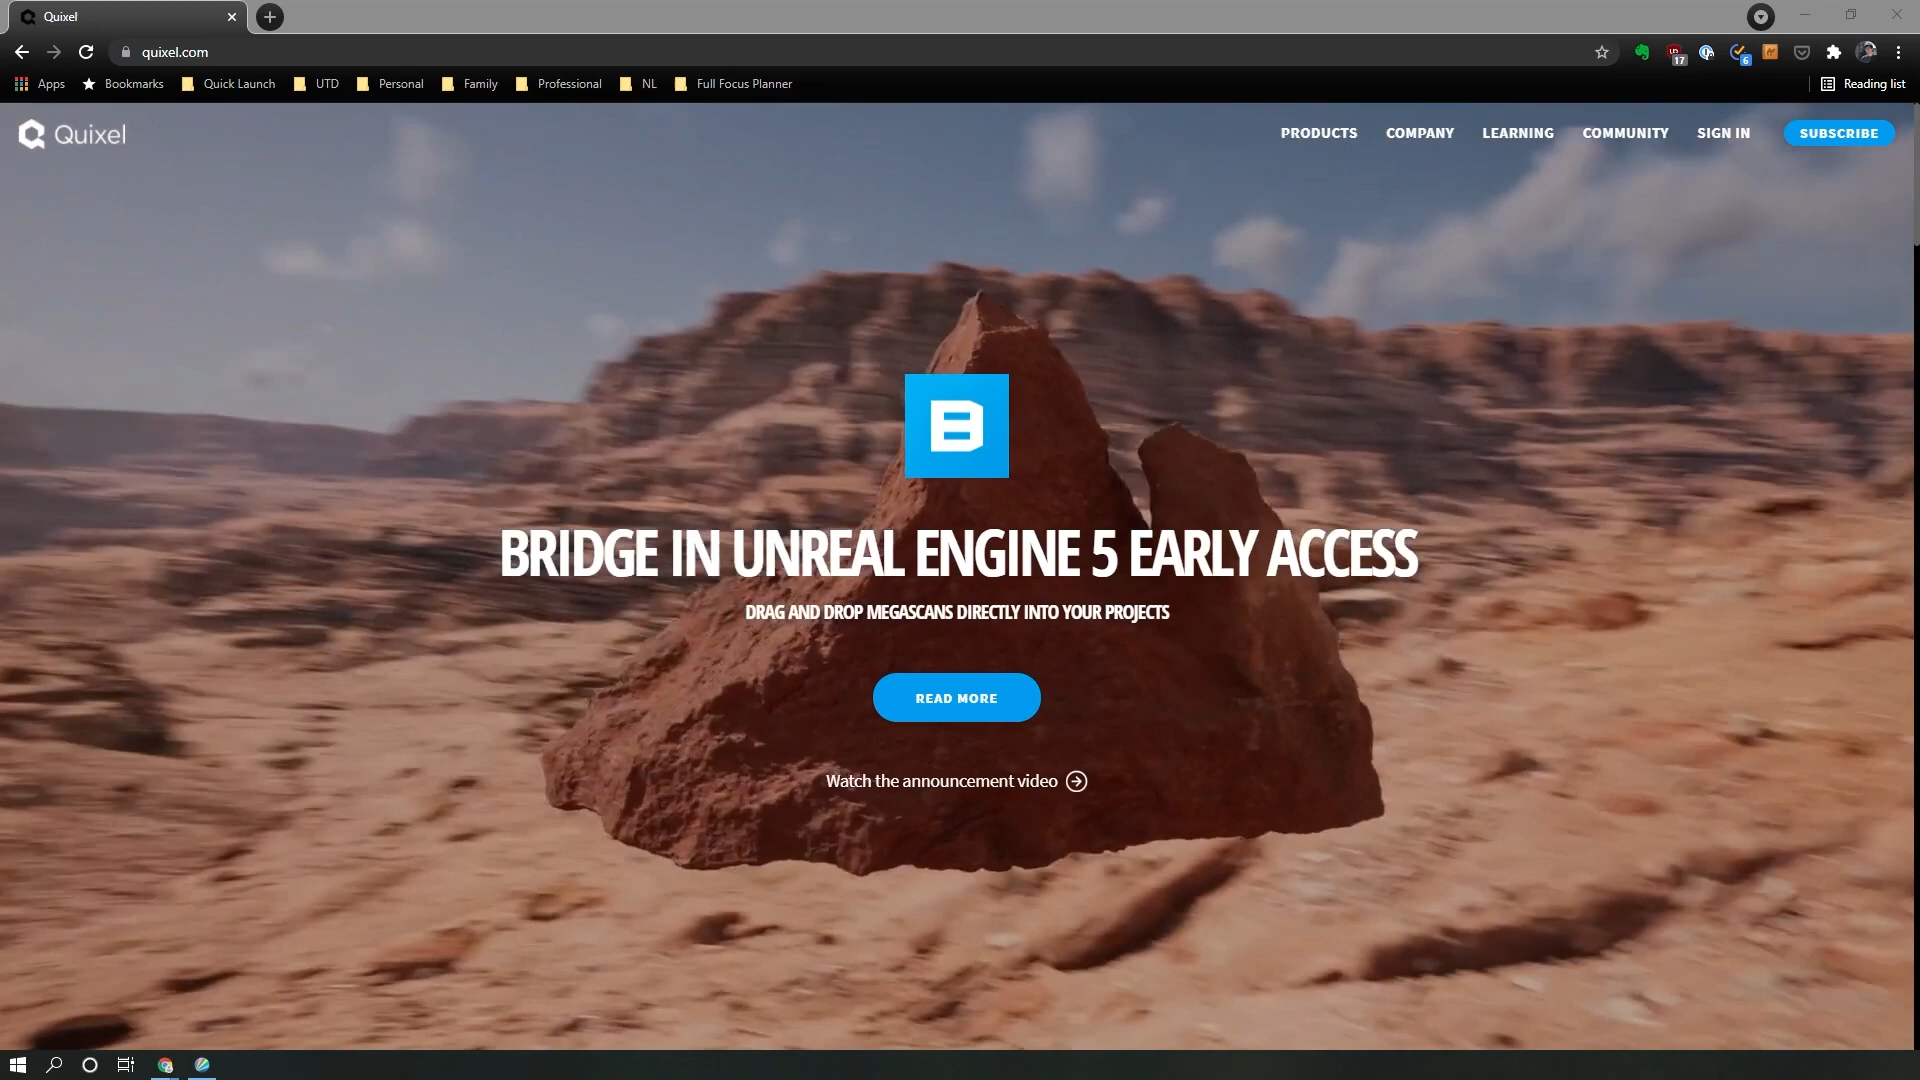 Quixel
quixel.com
17
6
Apps
Bookmarks
Quick Launch
UTD
Personal
Family
Professional
NL
Full Focus Planner
Reading list
Quixel
PRODUCTS
COMPANY
LEARNING
COMMUNITY
SIGN IN
SUBSCRIBE
BRIDGE IN UNREAL ENGINE 5 EARLY ACCESS
DRAG AND DROP MEGASCANS DIRECTLY INTO YOUR PROJECTS
READ MORE
Watch the announcement video